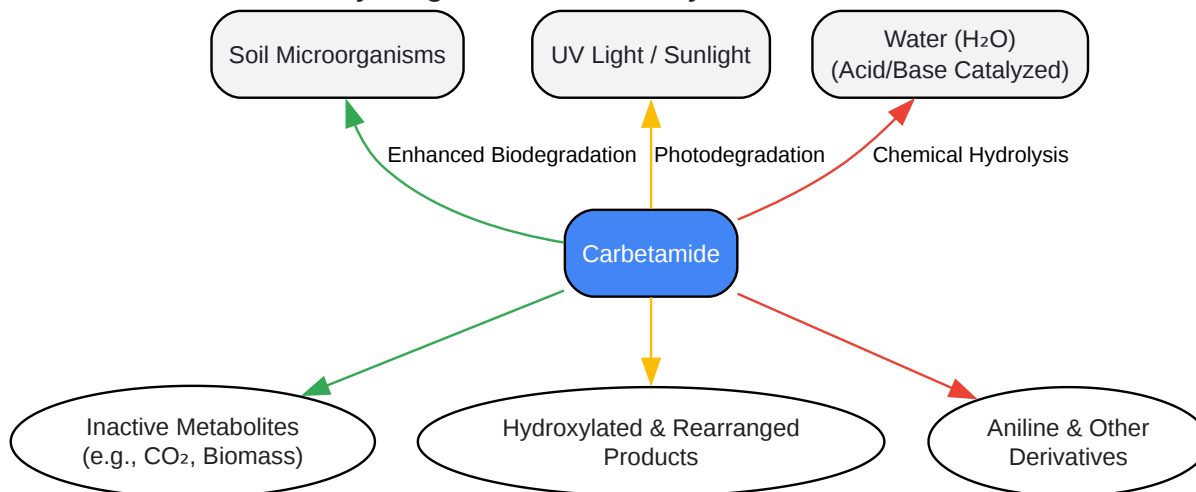 Soil Microorganisms
UV Light / Sunlight
Water (H₂O)
(Acid/Base Catalyzed)
Enhanced Biodegradation
Photodegradation
Chemical Hydrolysis
Carbetamide
Inactive Metabolites
(e.g., CO₂, Biomass)
Hydroxylated & Rearranged
Products
Aniline & Other
Derivatives